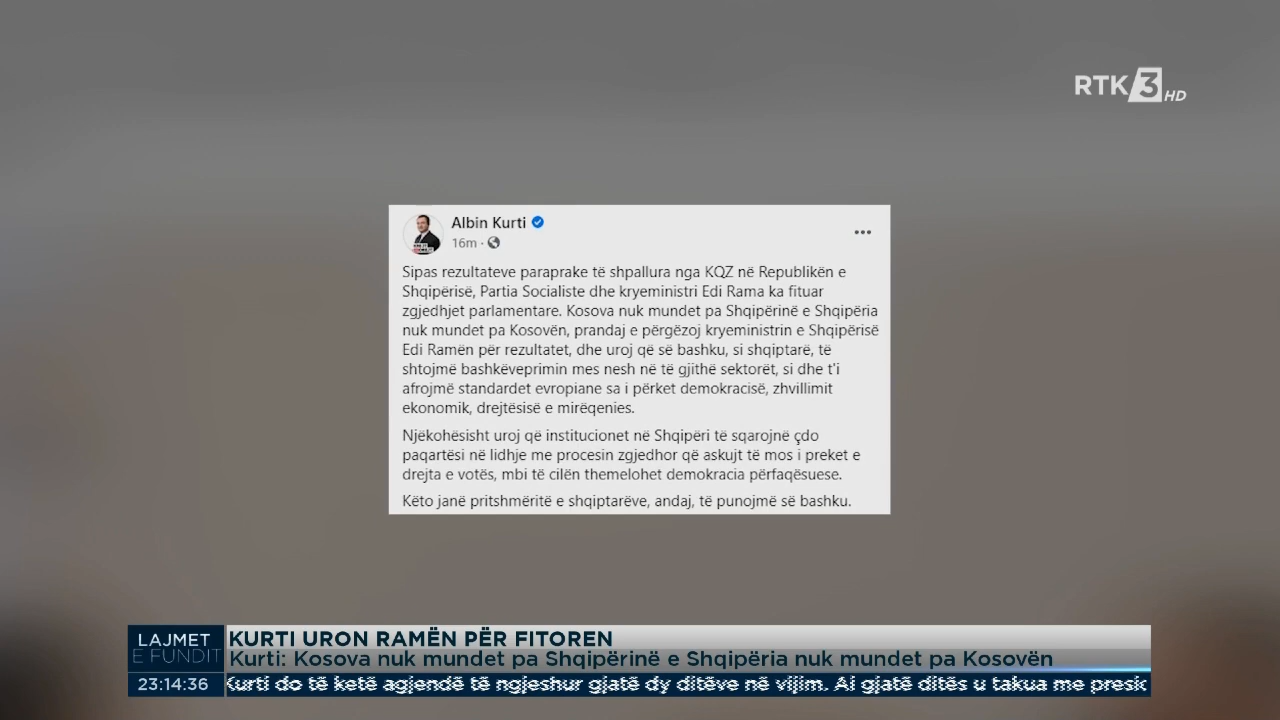 RTK 3 HD
Albin Kurti
16m ·
Sipas rezultateve paraprake të shpallura nga KQZ në Republikën e
Shqipërisë, Partia Socialiste dhe kryeministri Edi Rama ka fituar
zgjedhjet parlamentare. Kosova nuk mundet pa Shqipërinë e Shqipëria
nuk mundet pa Kosovën, prandaj e përgëzoj kryeministrin e Shqipërisë
Edi Ramën për rezultatet, dhe uroj që së bashku, si shqiptarë, të
shtojmë bashkëveprimin mes nesh në të gjithë sektorët, si dhe t'i
afrojmë standardet evropiane sa i përket demokracisë, zhvillimit
ekonomik, drejtësisë e mirëqenies.
Njëkohësisht uroj që institucionet në Shqipëri të sqarojnë çdo
paqartësi në lidhje me procesin zgjedhor që askujt të mos i preket e
drejta e votës, mbi të cilën themelohet demokracia përfaqësuese.
Këto janë pritshmëritë e shqiptarëve, andaj, të punojmë së bashku.
LAJMET
E FUNDIT
KURTI URON RAMËN PËR FITOREN
Kurti: Kosova nuk mundet pa Shqipërinë e Shqipëria nuk mundet pa Kosovën
23:14:36
Kurti do të ketë agjendë të ngjeshur gjatë dy ditëve në vijim. Ai gjatë ditës u takua me presic